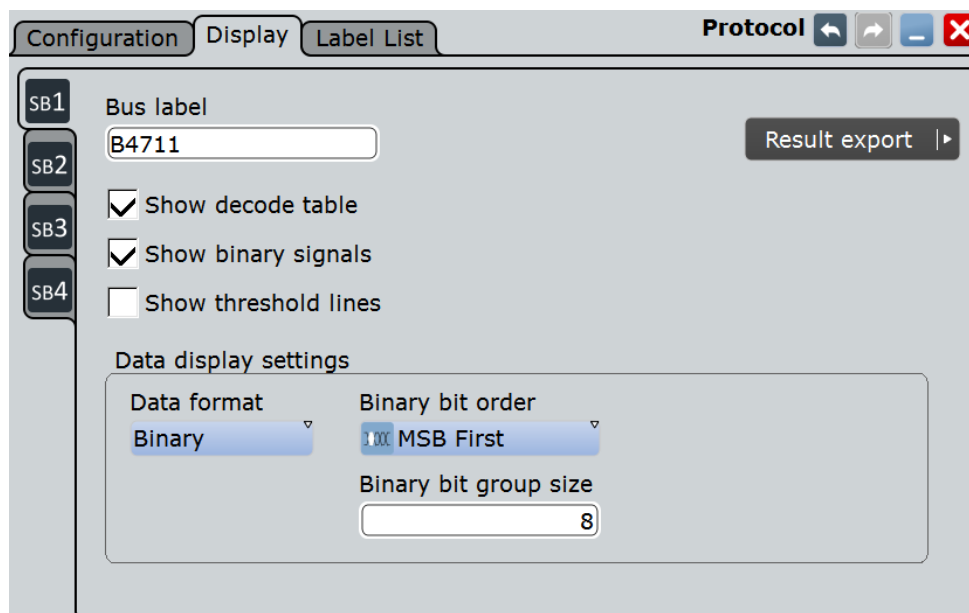 Configuration Display Label List Protocol
SB1
SB2
SB3
SB4
Bus label
B4711
Result export
Show decode table
Show binary signals
Show threshold lines
Data display settings
Data format Binary bit order
Binary MSB First
Binary bit group size
8